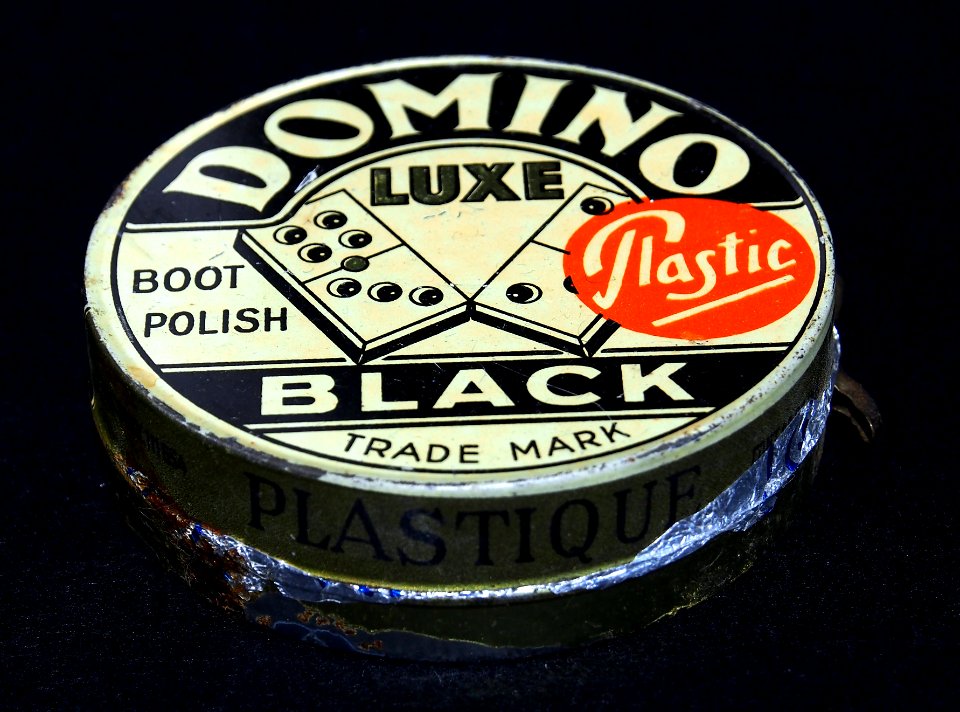 DOMINO
LUXE
Plastic
BOOT
POLISH
BLACK
TRADE MARK
PLASTIQUE